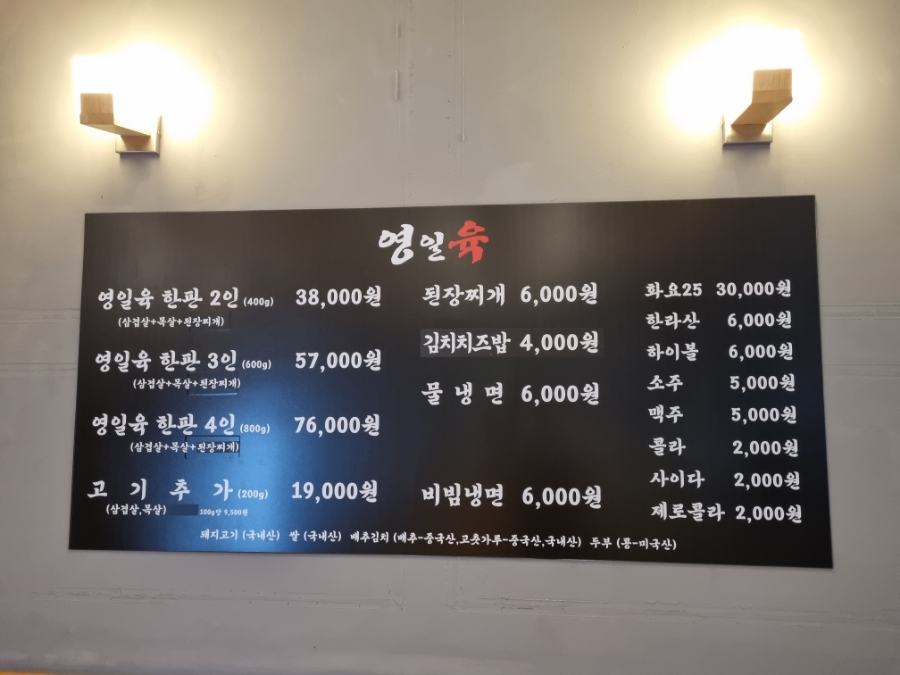 영일육
영일육 한판 2인 (400g) 38,000원
(삼겹살+목살+된장찌개)
영일육 한판 3인 (600g) 57,000원
(삼겹살+목살+된장찌개)
영일육 한판 4인 (800g) 76,000원
(삼겹살+목살+된장찌개)
고기추가 (200g) 19,000원
(삼겹살,목살) 100g당 9,500원
된장찌개 6,000원
김치치즈밥 4,000원
물냉면 6,000원
비빔냉면 6,000원
화요25 30,000원
한라산 6,000원
하이볼 6,000원
소주 5,000원
맥주 5,000원
콜라 2,000원
사이다 2,000원
제로콜라 2,000원
돼지고기 (국내산) 쌀 (국내산) 배추김치 (배추-중국산,고춧가루-중국산,국내산) 두부 (콩-미국산)